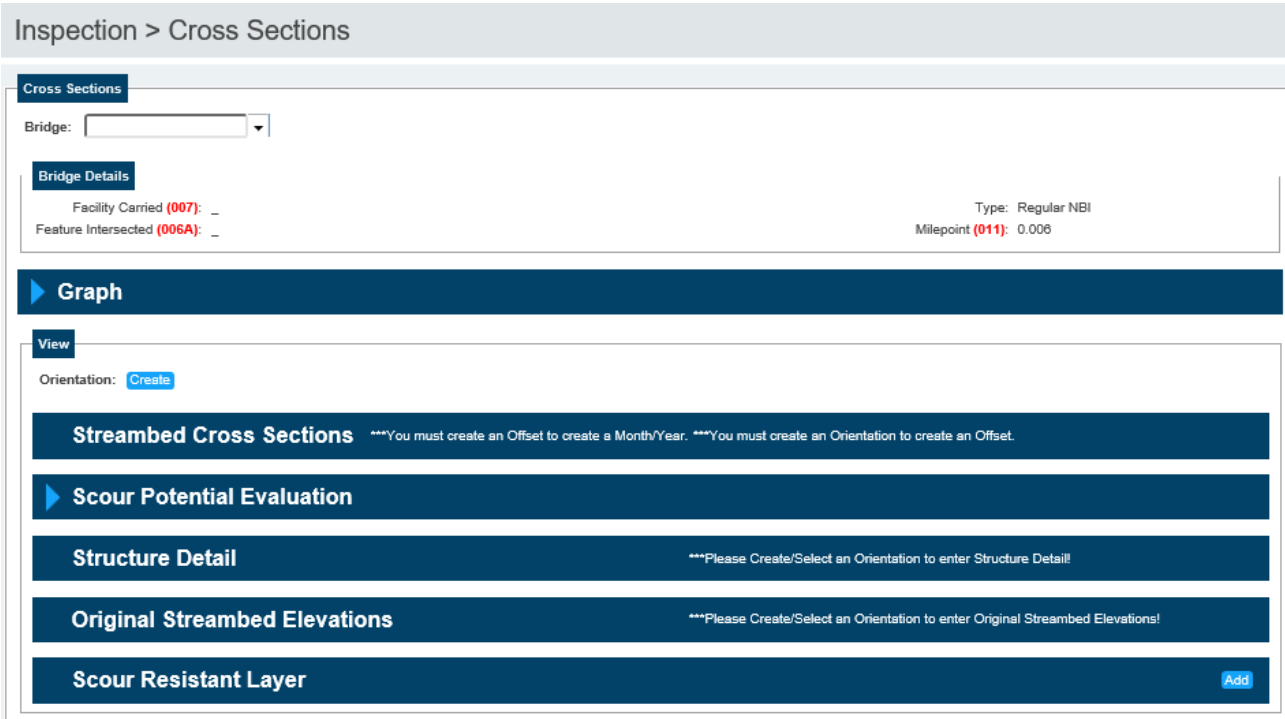 Inspection > Cross Sections
Cross Sections
Bridge:
Bridge Details
Facility Carried (007): _
Type: Regular NBI
Feature Intersected (006A): _
Milepoint (011): 0.006
Graph
View
Orientation: Create
Streambed Cross Sections ***You must create an Offset to create a Month/Year. ***You must create an Orientation to create an Offset.
Scour Potential Evaluation
Structure Detail ***Please Create/Select an Orientation to enter Structure Detail!
Original Streambed Elevations ***Please Create/Select an Orientation to enter Original Streambed Elevations!
Scour Resistant Layer Add